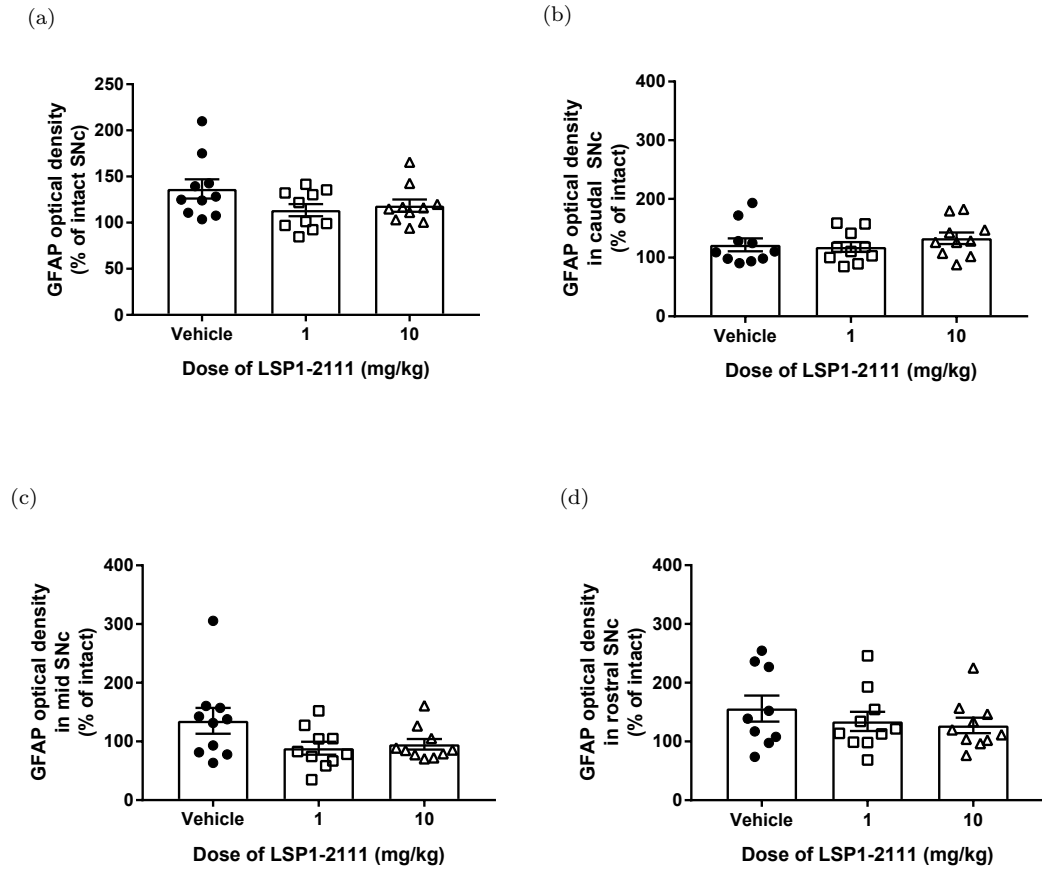 (a)
GFAP optical density
(% of intact SNc)
250
200
150
100
50
0
Vehicle 1 10
Dose of LSP1-2111 (mg/kg)
(b)
GFAP optical density
in caudal SNc
(% of intact)
400
300
200
100
0
Vehicle 1 10
Dose of LSP1-2111 (mg/kg)
(c)
GFAP optical density
in mid SNc
(% of intact)
400
300
200
100
0
Vehicle 1 10
Dose of LSP1-2111 (mg/kg)
(d)
GFAP optical density
in rostral SNc
(% of intact)
400
300
200
100
0
Vehicle 1 10
Dose of LSP1-2111 (mg/kg)